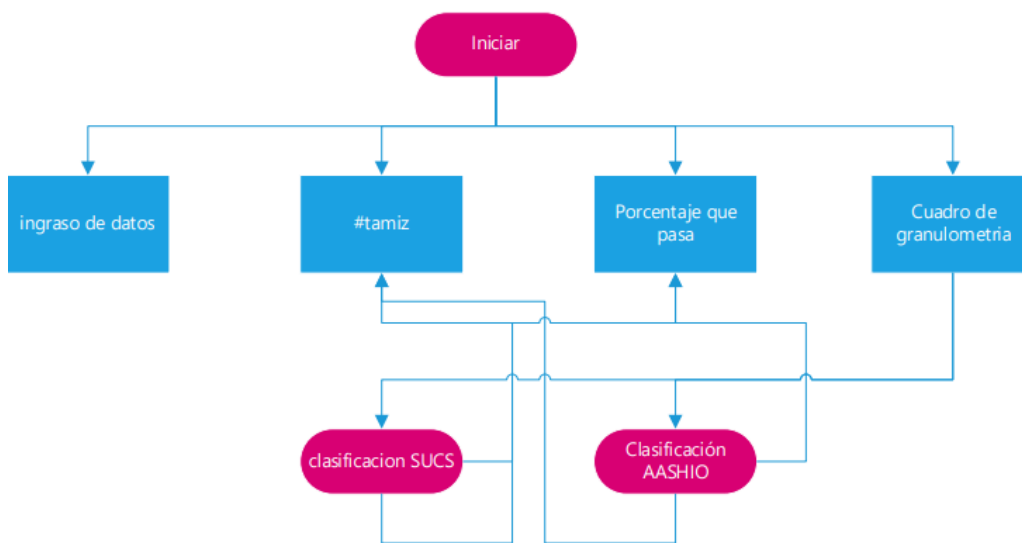 Iniciar
ingraso de datos
#tamiz
Porcentaje que
pasa
Cuadro de
granulometria
clasificacion SUCS
Clasificación
AASHIO